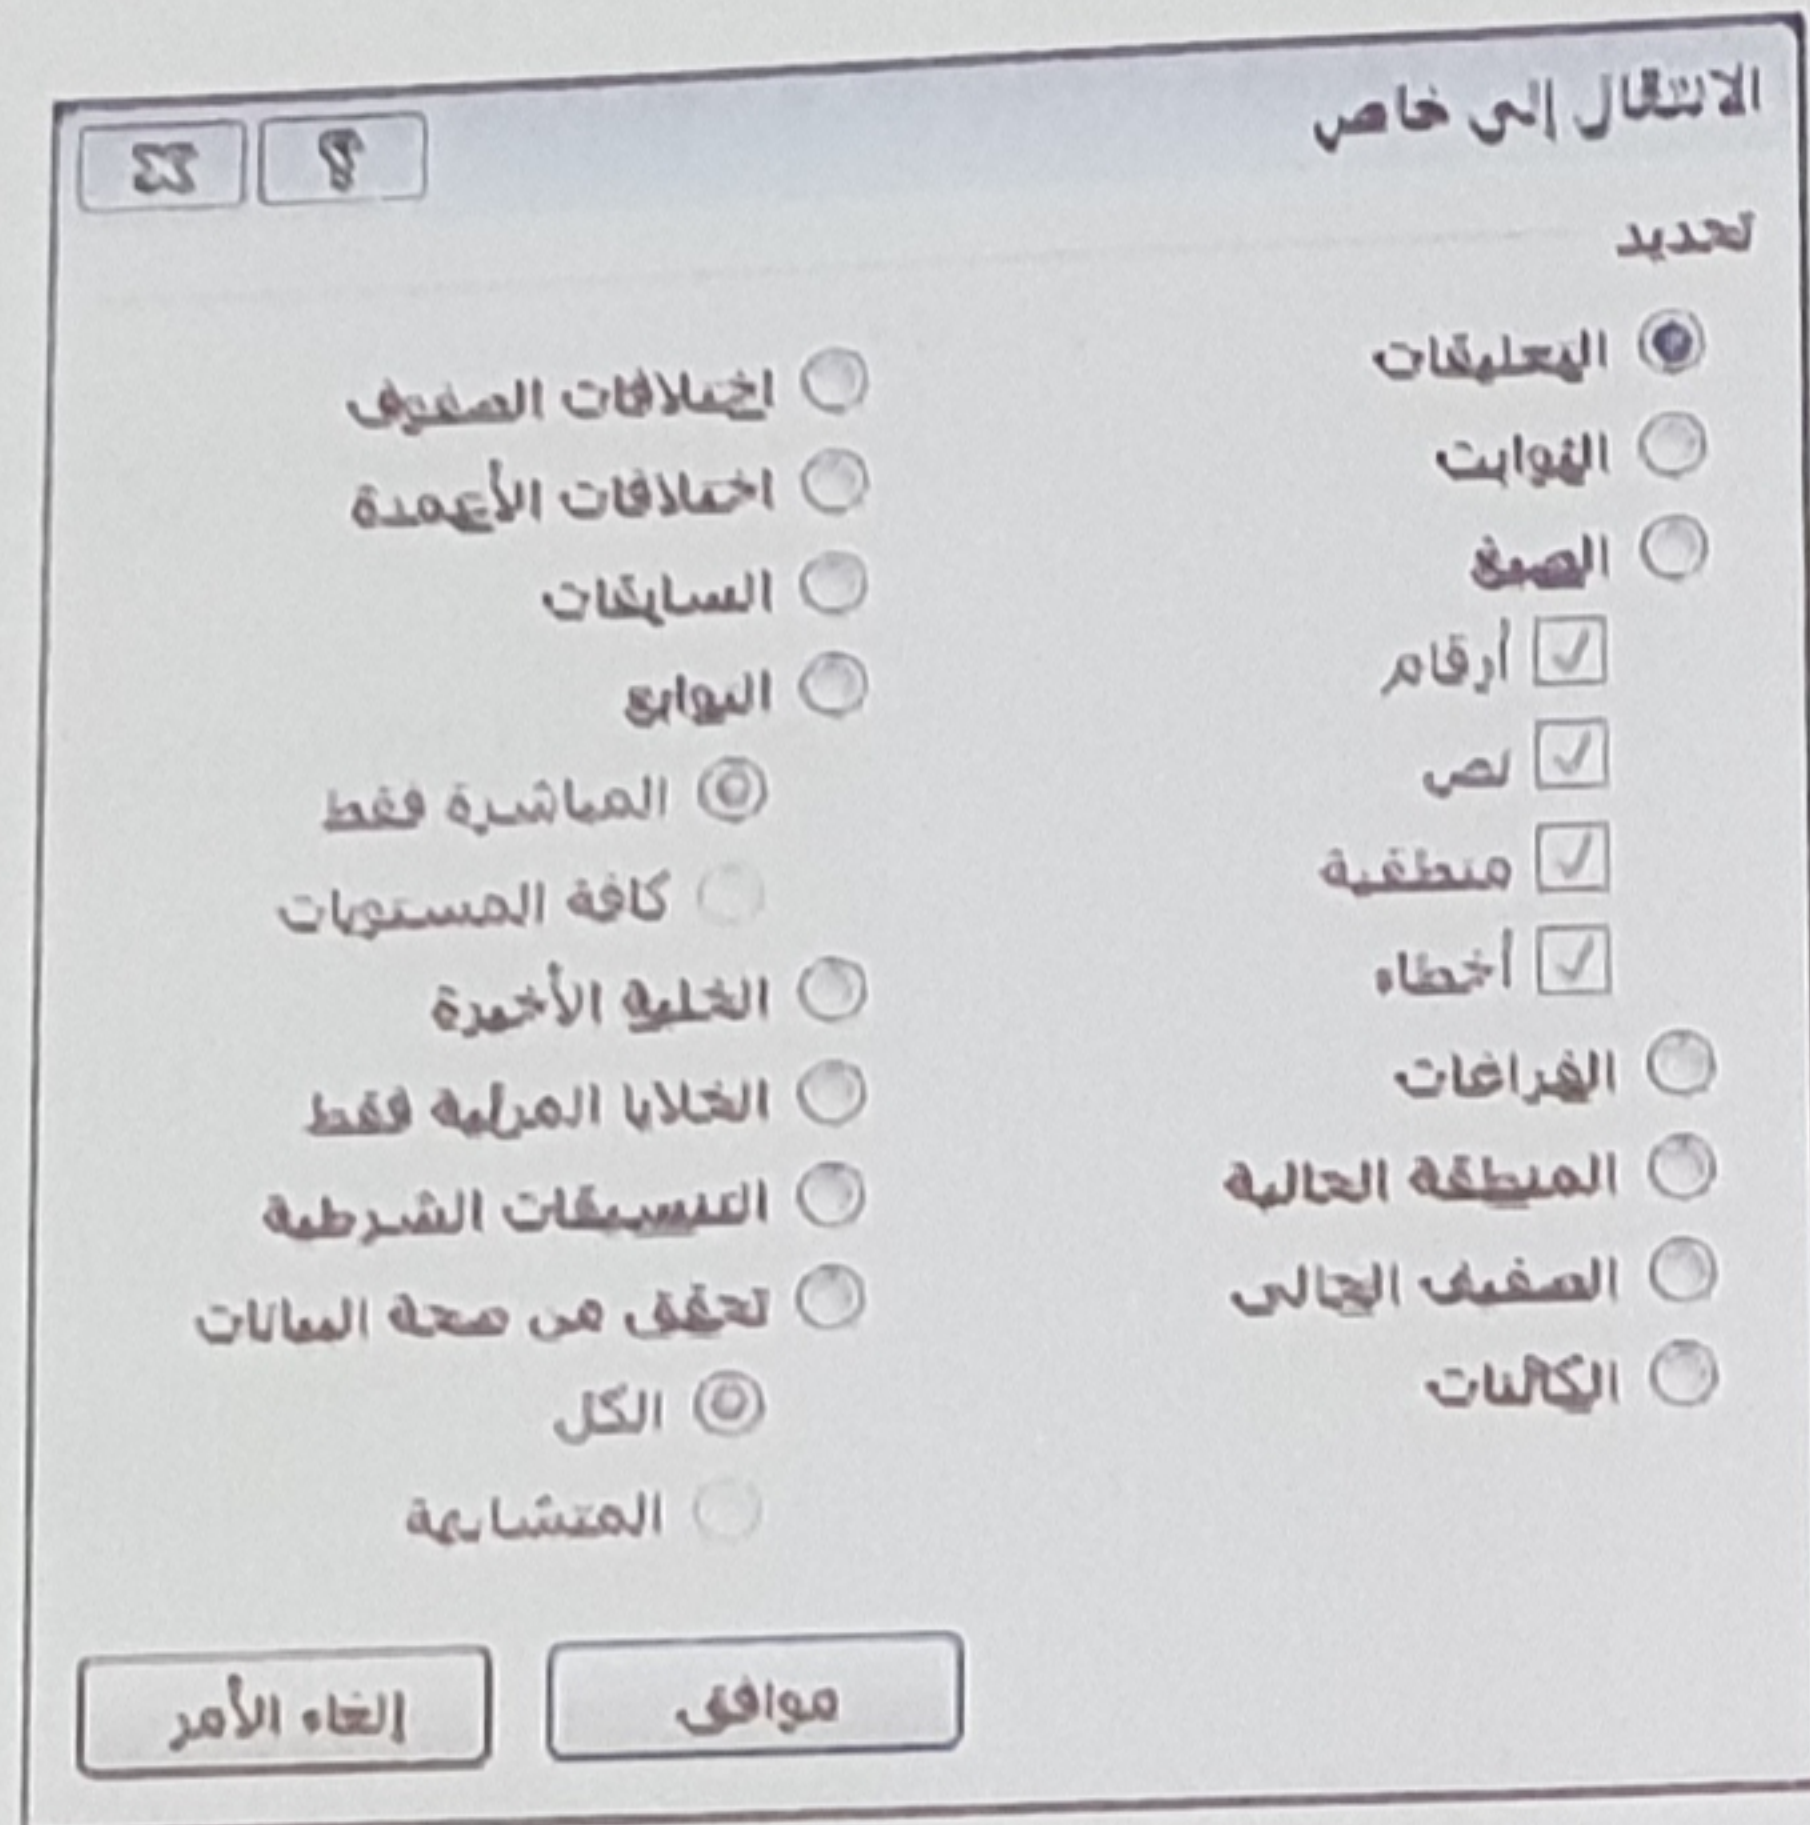 الانتقال إلى خاص
تحديد
التعليقات
الثوابت
الصيغ
أرقام
نص
منطقية
أخطاء
الفراغات
المنطقة الحالية
الصفيف الحالي
الكائنات
اختلافات الصفوف
اختلافات الأعمدة
السابقات
التوابع
المباشرة فقط
كافة المستويات
الخلية الأخيرة
الخلايا المرئية فقط
التنسيقات الشرطية
تحقق من صحة البيانات
الكل
المتشابهة
موافق
إلغاء الأمر